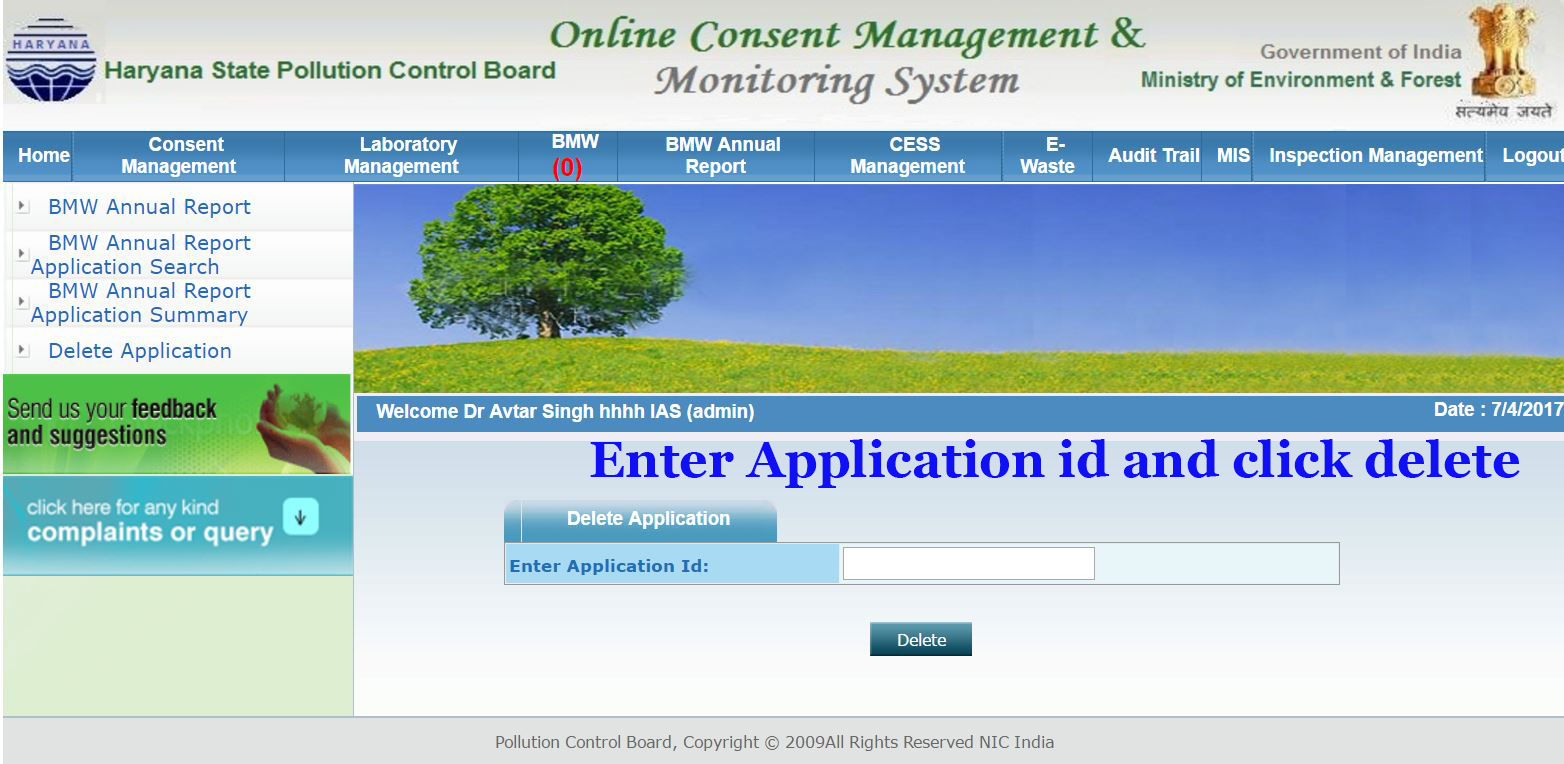 HARYANA
Haryana State Pollution Control Board
Online Consent Management &
Monitoring System
Government of India
Ministry of Environment & Forest
सत्यमेव जयते
Home
Consent
Management
Laboratory
Management
BMW
(0)
BMW Annual
Report
CESS
Management
E-
Waste
Audit Trail
MIS
Inspection Management
Logout
BMW Annual Report
BMW Annual Report
Application Search
BMW Annual Report
Application Summary
Delete Application
Send us your feedback
and suggestions
click here for any kind
complaints or query
Welcome Dr Avtar Singh hhhh IAS (admin)
Date : 7/4/2017
Enter Application id and click delete
Delete Application
Enter Application Id:
Delete
Pollution Control Board, Copyright © 2009All Rights Reserved NIC India